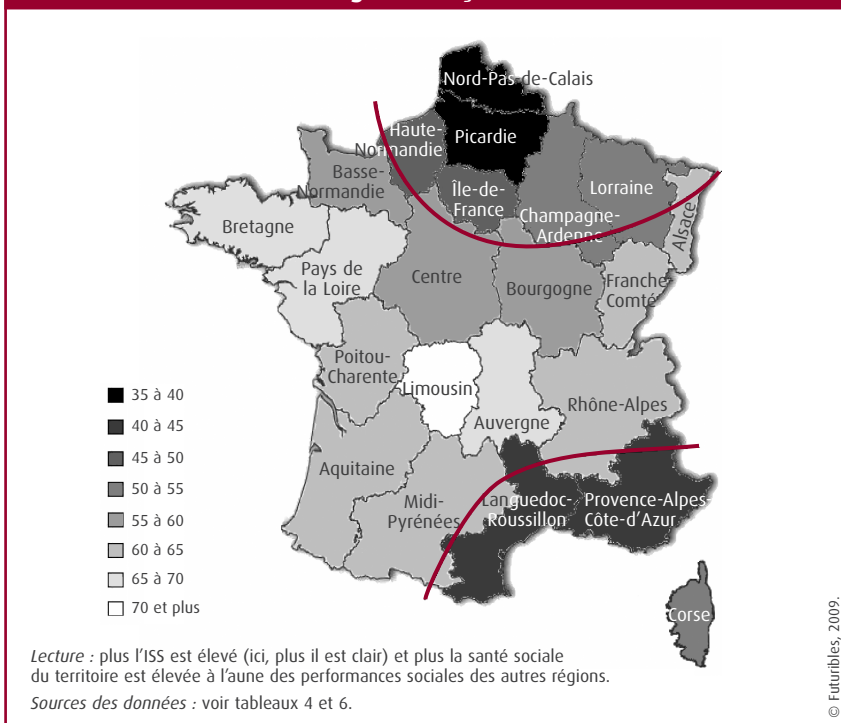 Nord-Pas-de-Calais
Haute-
Normandie
Picardie
Basse-
Normandie
Île-de-
France
Lorraine
Champagne-
Ardenne
Alsace
Bretagne
Pays de
la Loire
Centre
Bourgogne
Franche
Comté
Poitou-
Charente
Limousin
Auvergne
Rhône-Alpes
Aquitaine
Midi-
Pyrénées
Languedoc-
Roussillon
Provence-Alpes-
Côte-d’Azur
Corse
35 à 40
40 à 45
45 à 50
50 à 55
55 à 60
60 à 65
65 à 70
70 et plus
Lecture : plus l’ISS est élevé (ici, plus il est clair) et plus la santé sociale
du territoire est élevée à l’aune des performances sociales des autres régions.
Sources des données : voir tableaux 4 et 6.
© Futuribles, 2009.